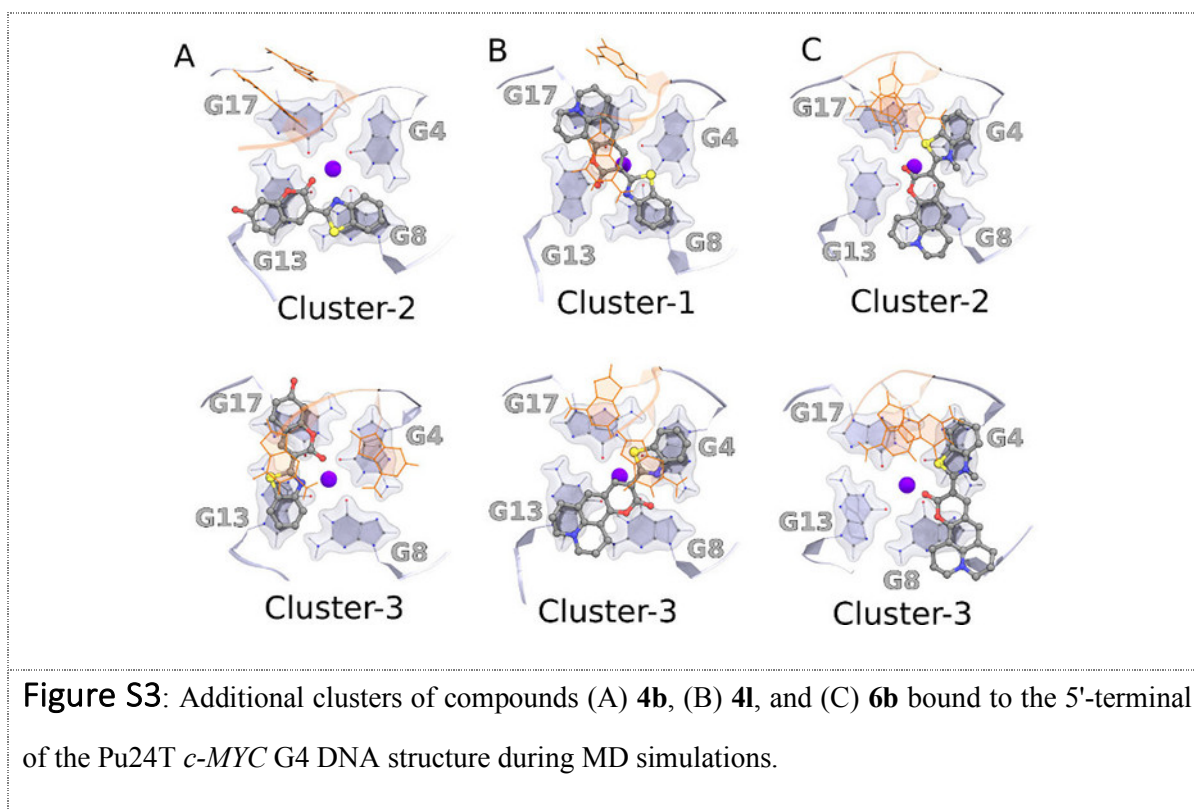 A
B
C
G17
G4
G13
G8
Cluster-2
G17
G4
G13
G8
Cluster-1
G17
G4
G13
G8
Cluster-2
G17
G4
G13
G8
Cluster-3
G17
G4
G13
G8
Cluster-3
G17
G4
G13
G8
Cluster-3
Figure S3: Additional clusters of compounds (A) 4b, (B) 4l, and (C) 6b bound to the 5'-terminal
of the Pu24T c-MYC G4 DNA structure during MD simulations.